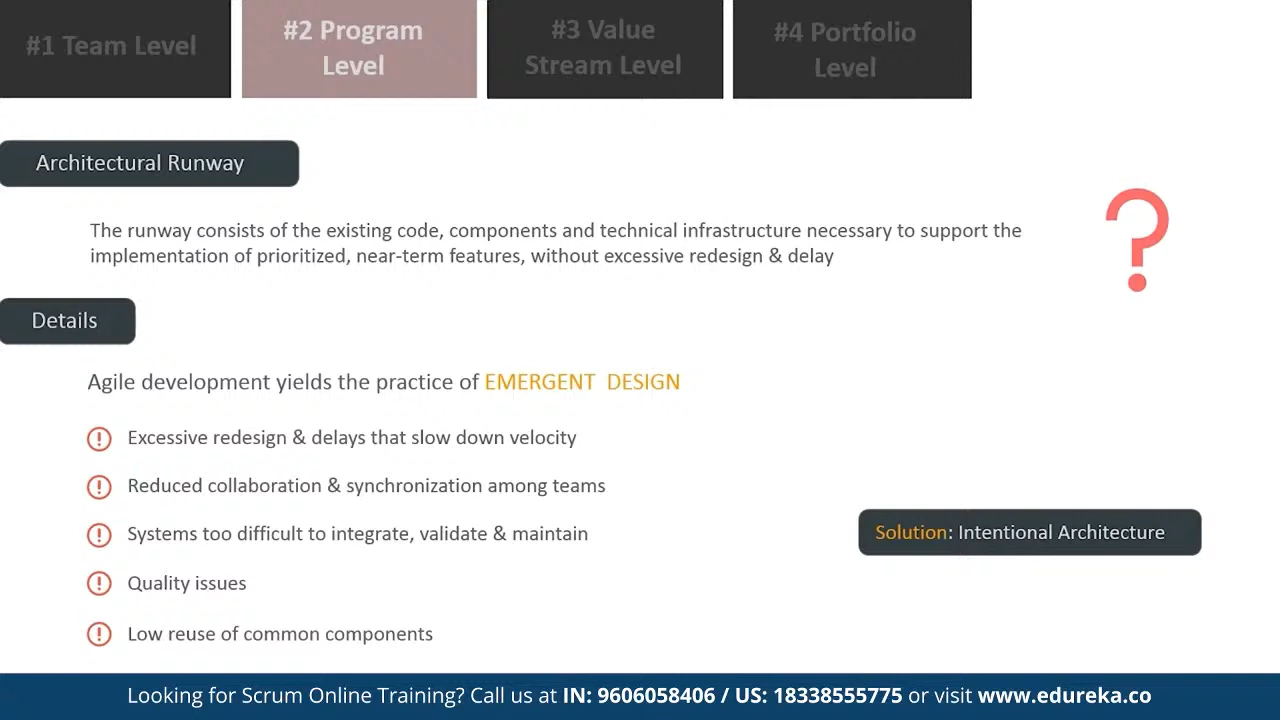 #1 Team Level
#2 Program
Level
#3 Value
Stream Level
#4 Portfolio
Level
Architectural Runway
The runway consists of the existing code, components and technical infrastructure necessary to support the
implementation of prioritized, near-term features, without excessive redesign & delay
Details
Agile development yields the practice of EMERGENT DESIGN
Excessive redesign & delays that slow down velocity
Reduced collaboration & synchronization among teams
Systems too difficult to integrate, validate & maintain
Solution: Intentional Architecture
Quality issues
Low reuse of common components
Looking for Scrum Online Training? Call us at IN: 9606058406 / US: 18338555775 or visit www.edureka.co